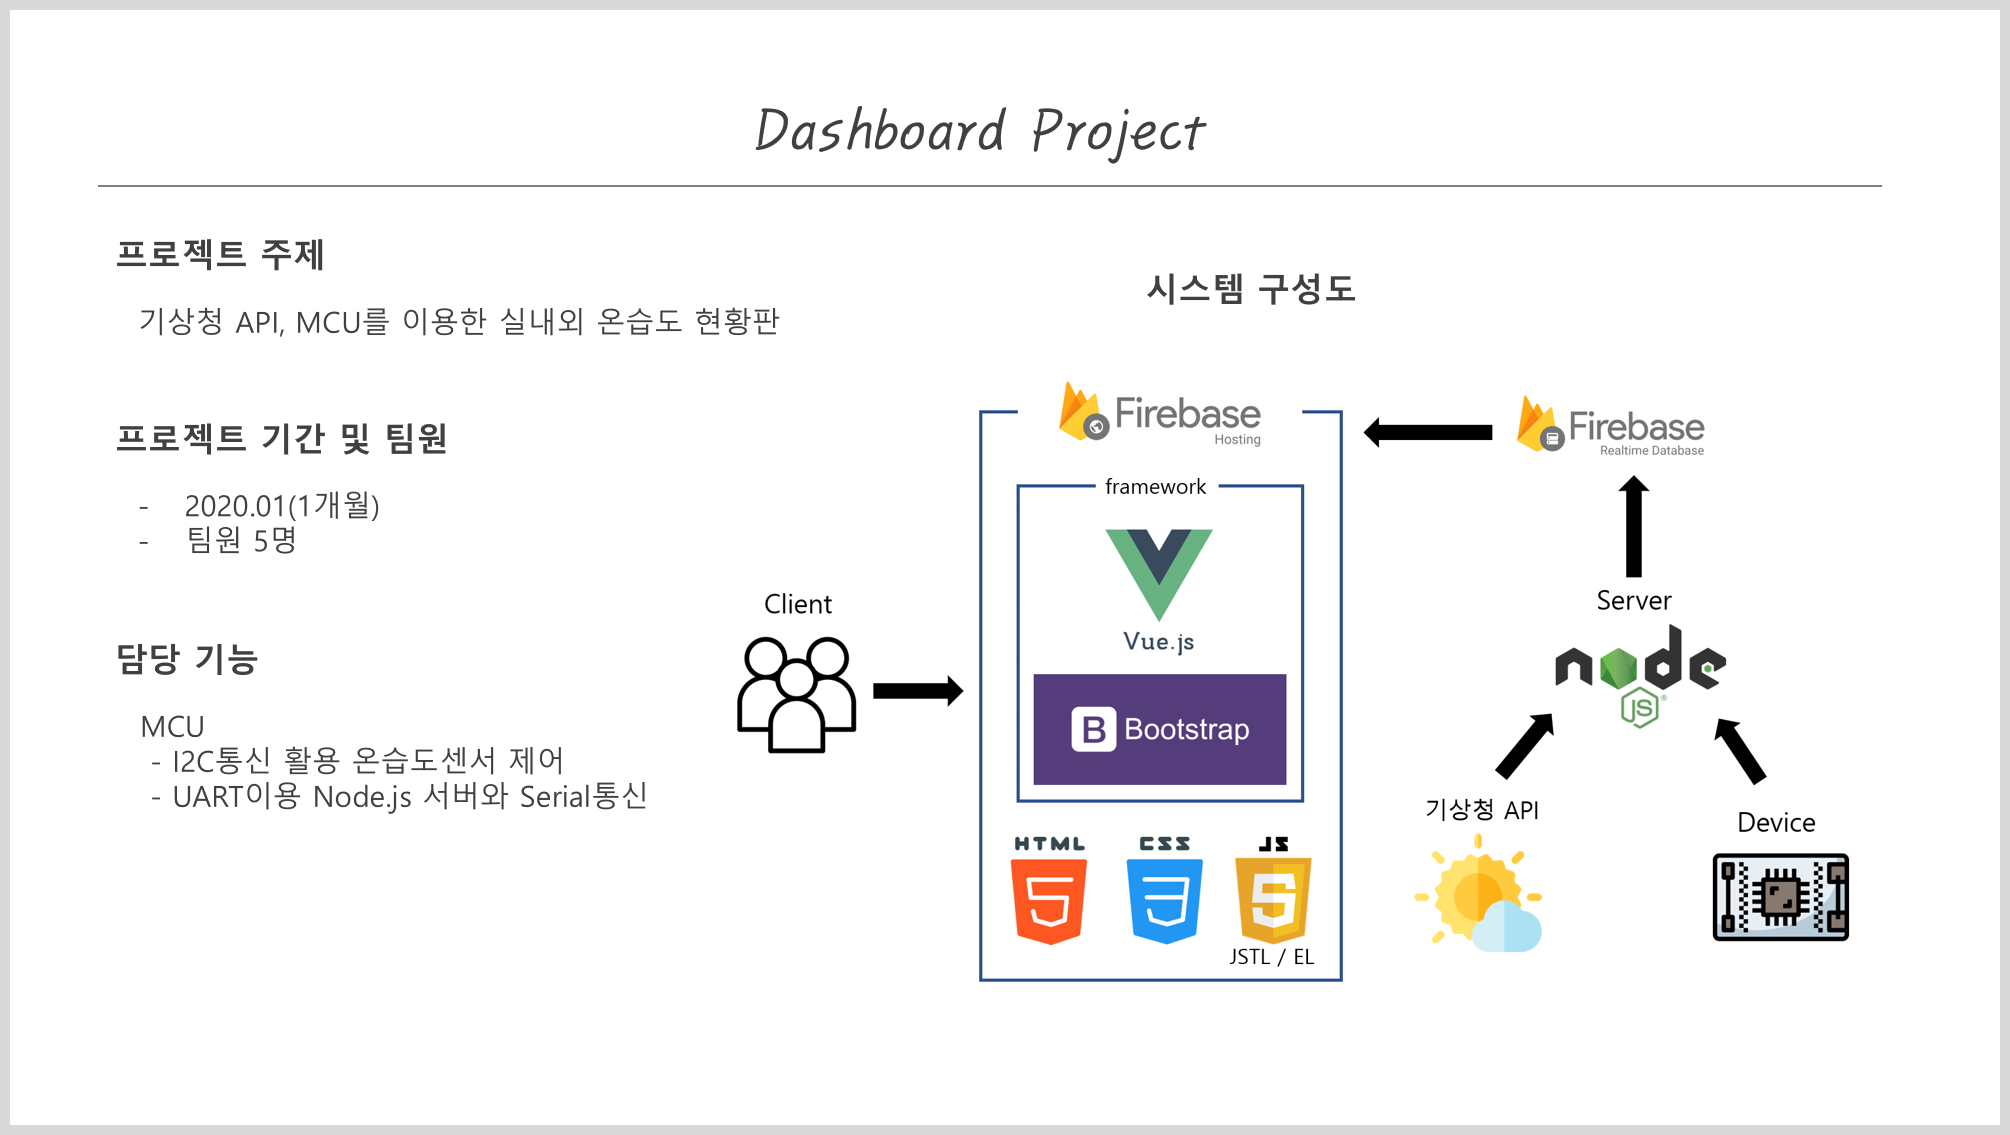 Dashboard Project
프로젝트 주제
기상청 API, MCU를 이용한 실내외 온습도 현황판
프로젝트 기간 및 팀원
- 2020.01(1개월)
- 팀원 5명
담당 기능
MCU
- I2C통신 활용 온습도센서 제어
- UART이용 Node.js 서버와 Serial통신
시스템 구성도
Client
Firebase
Hosting
framework
Vue.js
B Bootstrap
HTML CSS JS
5 3 5
JSTL / EL
Firebase
Realtime Database
Server
node
JS ®
기상청 API
Device